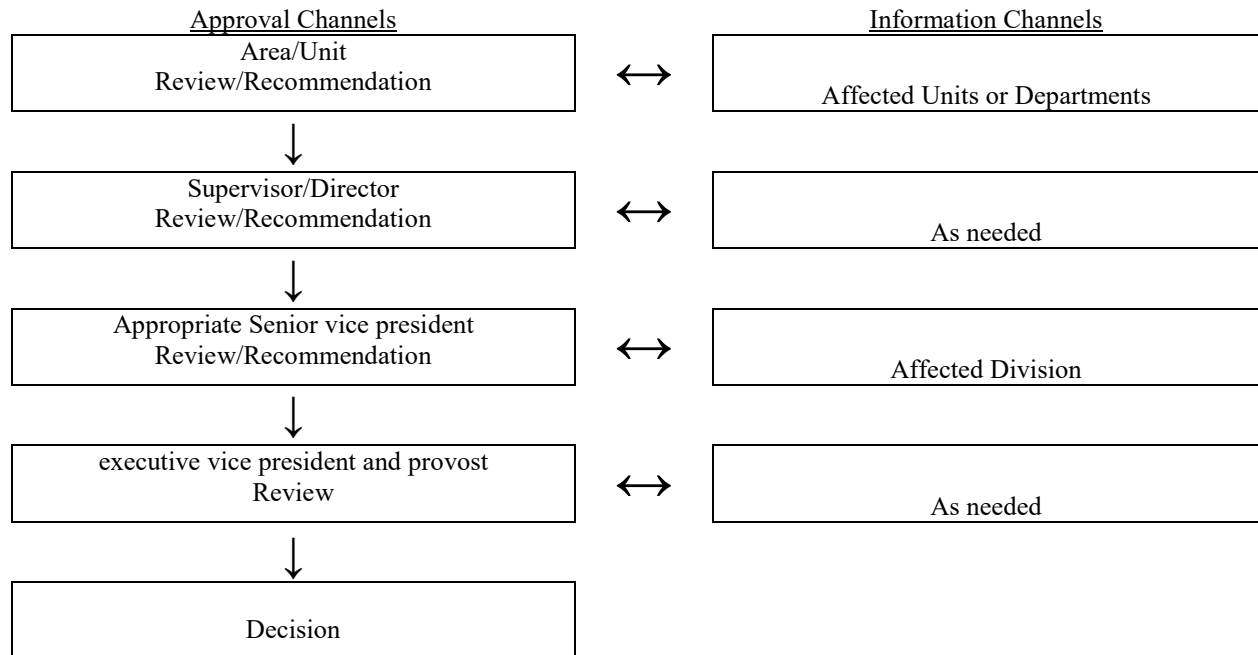 Approval Channels
Information Channels
Area/Unit
Review/Recommendation
Affected Units or Departments
Supervisor/Director
Review/Recommendation
As needed
Appropriate Senior vice president
Review/Recommendation
Affected Division
executive vice president and provost
Review
As needed
Decision